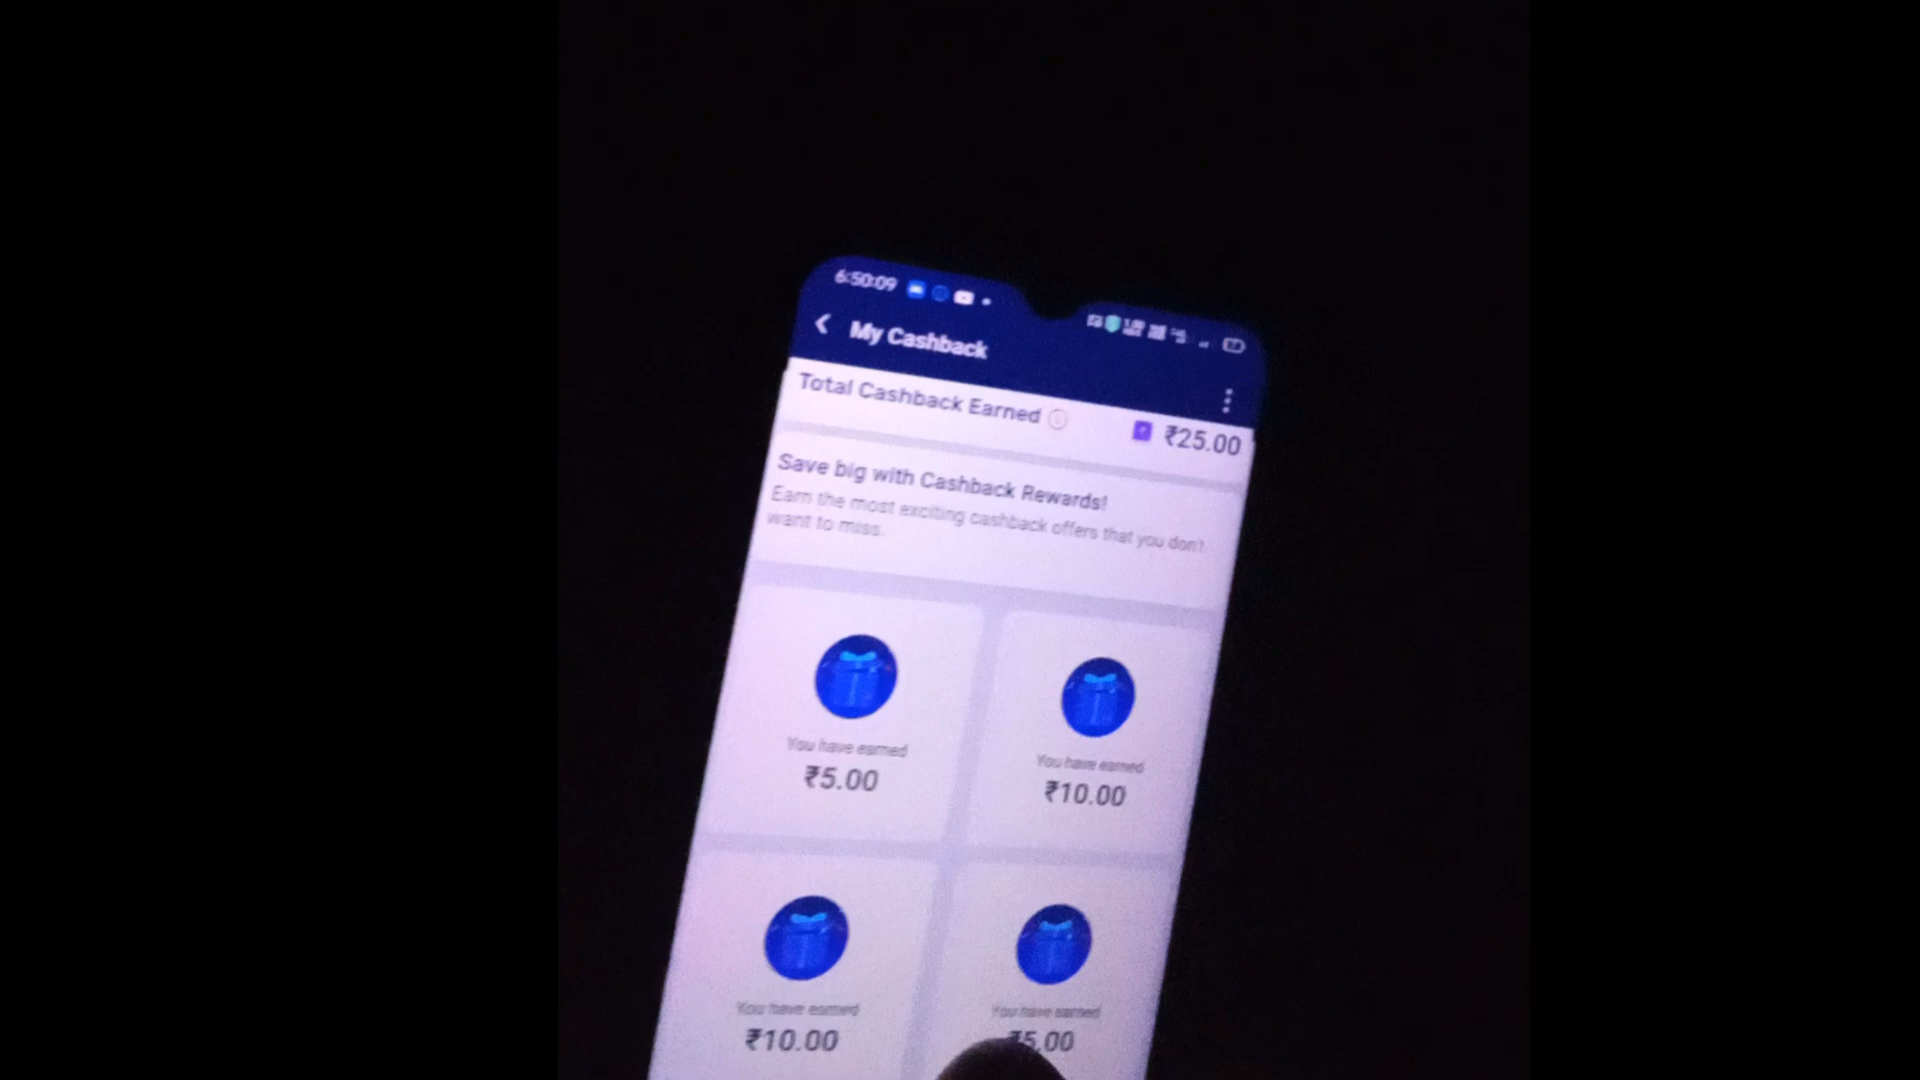 6:50:09
My Cashback
Total Cashback Earned
₹25.00
Save big with Cashback Rewards!
Earn the most exciting cashback offers that you don't
want to miss.
You have earned
₹5.00
You have earned
₹10.00
You have earned
₹10.00
You have earned
₹5.00